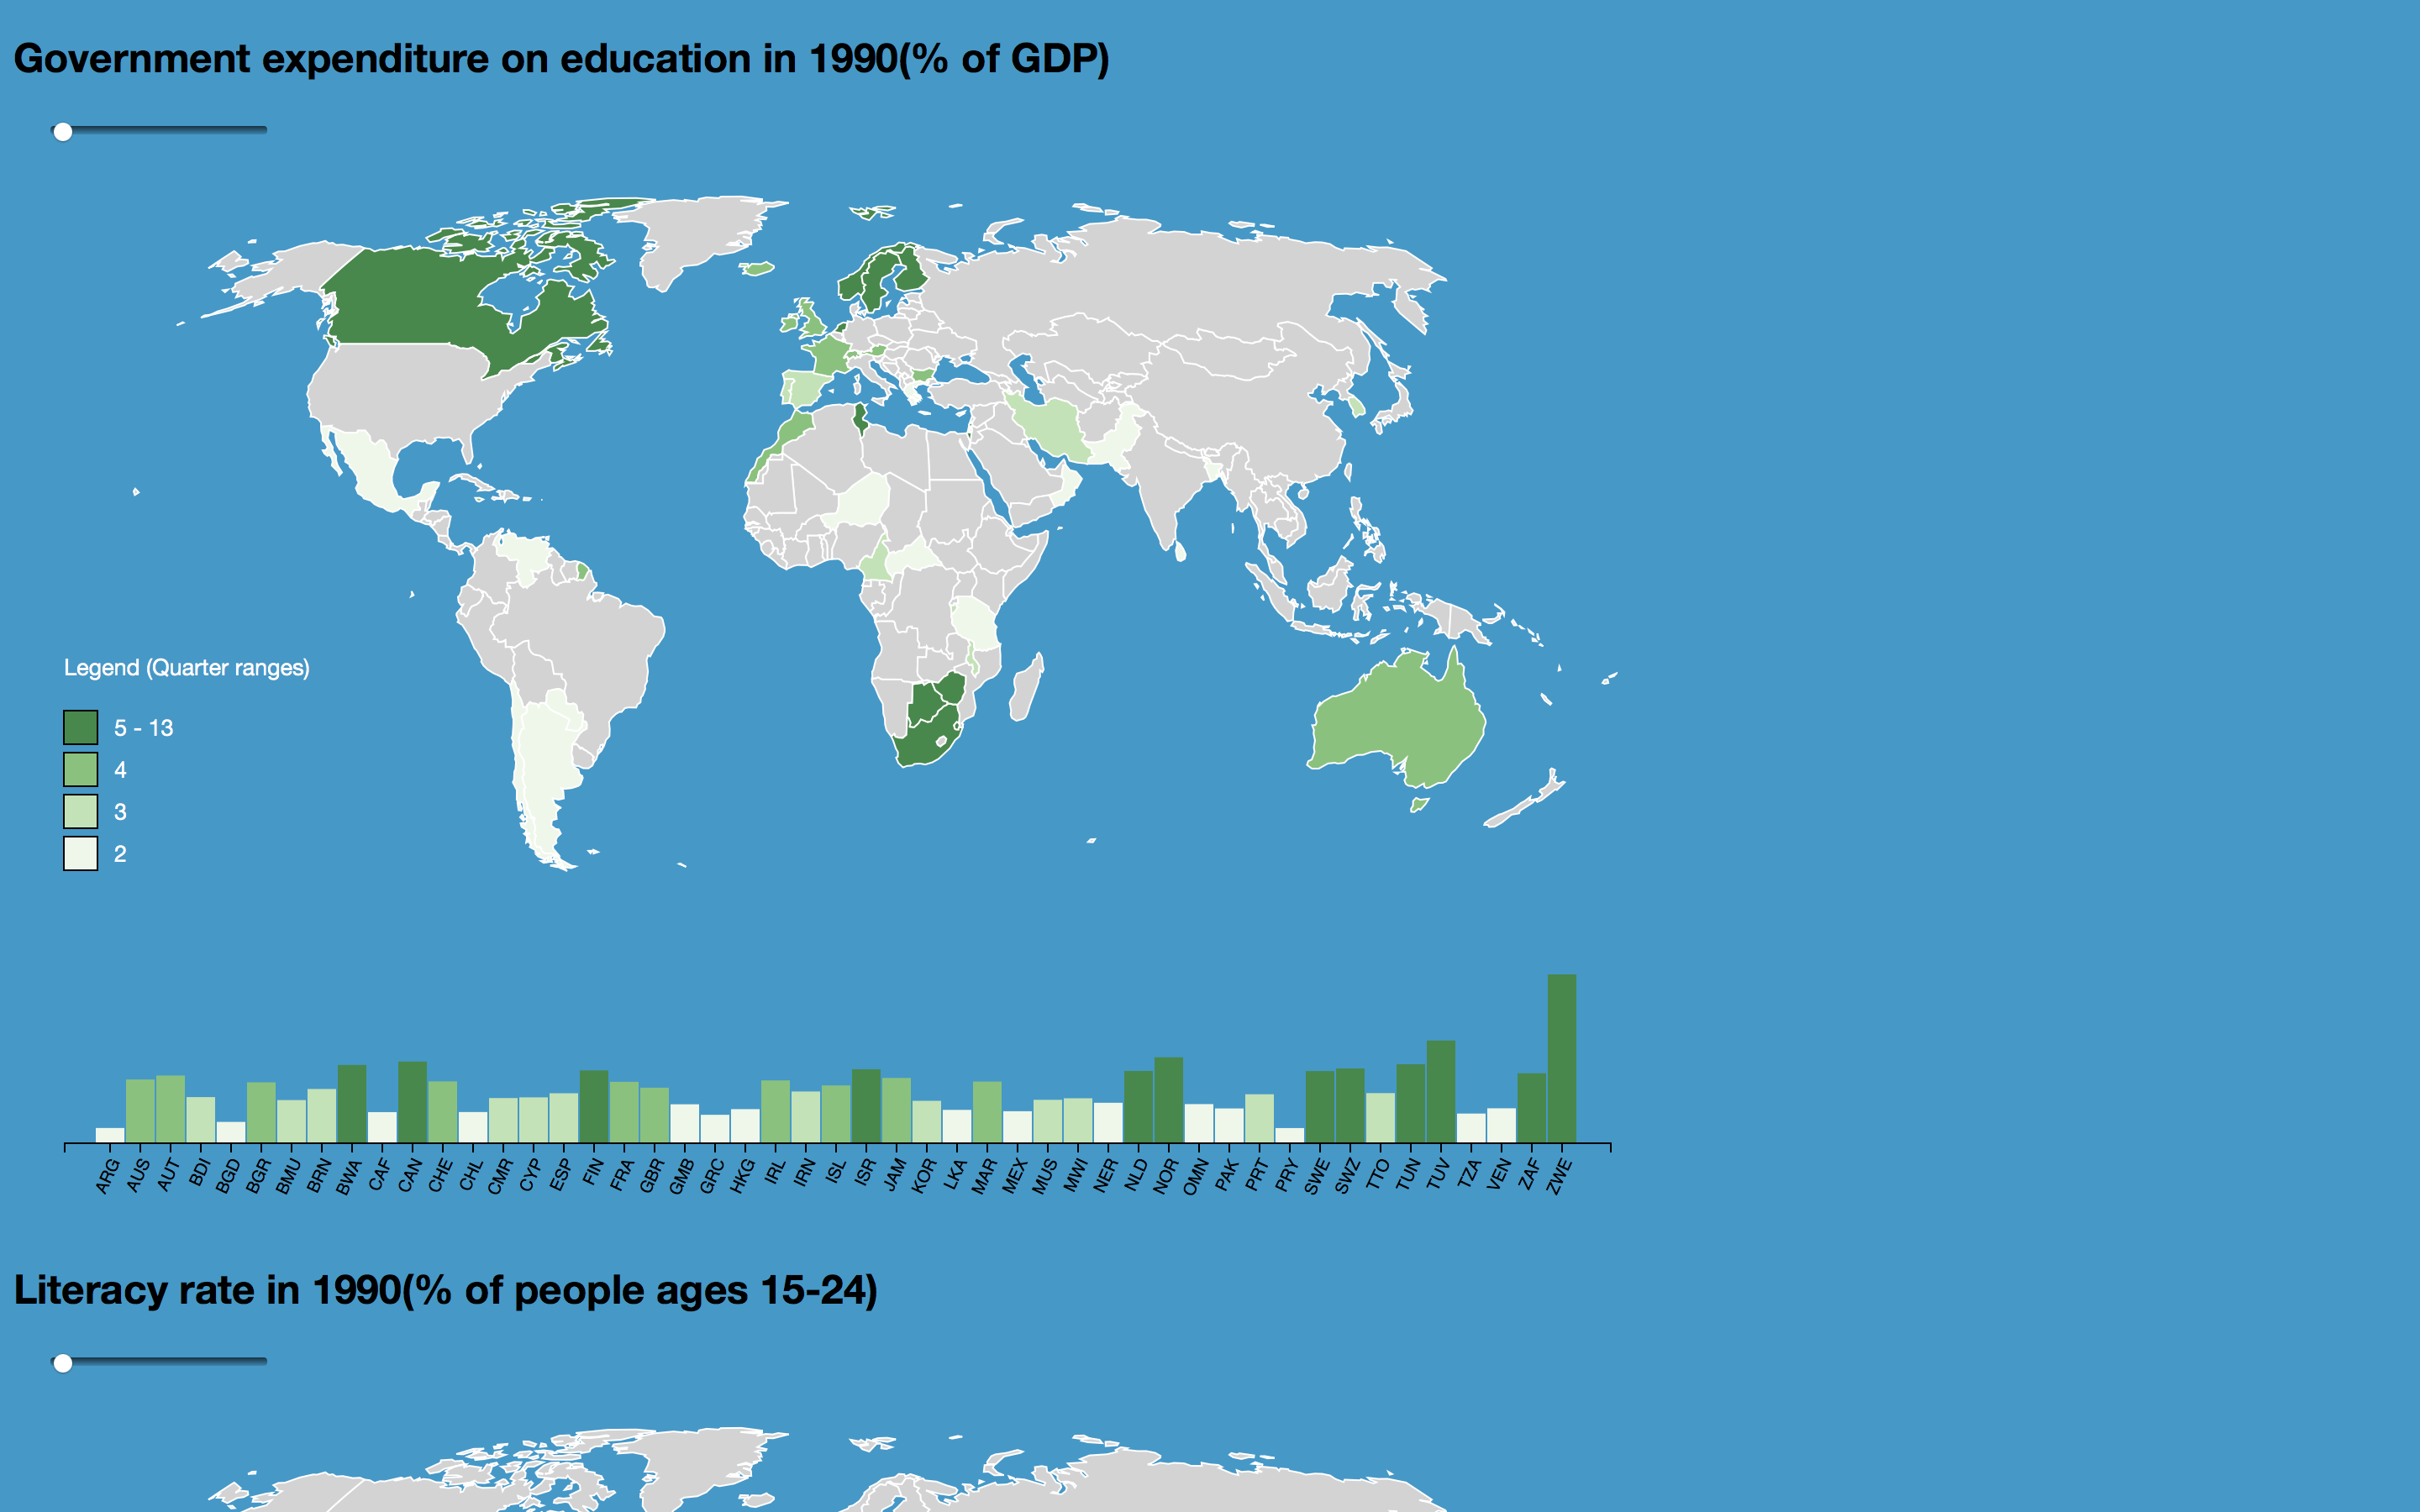 Government expenditure on education in 1990(% of GDP)
Legend (Quarter ranges)
5 - 13
4
3
2
ARG AUS AUT BDI BGD BGR BMU BRN BWA CAF CAN CHE CHL CMR CYP ESP FIN FRA GBR GMB GRC HKG IRL IRN ISL ISR JAM KOR LKA MAR MEX MUS MWI NER NLD NOR OMN PAK PRT PRY SWE SWZ TTO TUN TUV TZA VEN ZAF ZWE
Literacy rate in 1990(% of people ages 15-24)